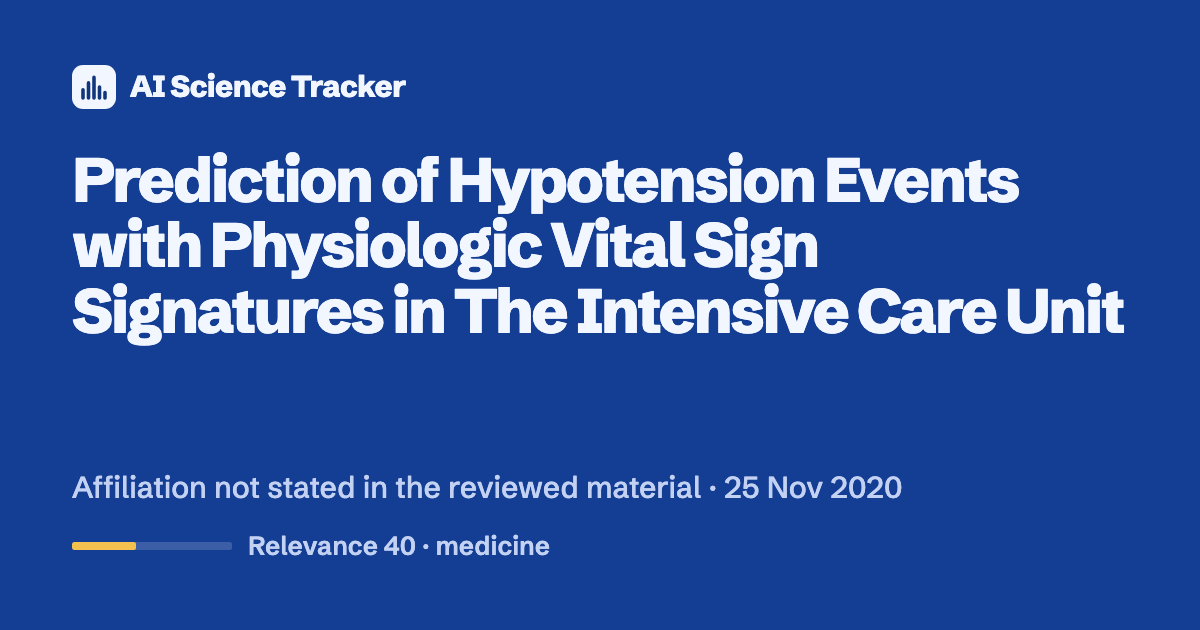 AI Science Tracker
Prediction of Hypotension Events
with Physiologic Vital Sign
Signatures in The Intensive Care Unit
Affiliation not stated in the reviewed material · 25 Nov 2020
Relevance 40 · medicine